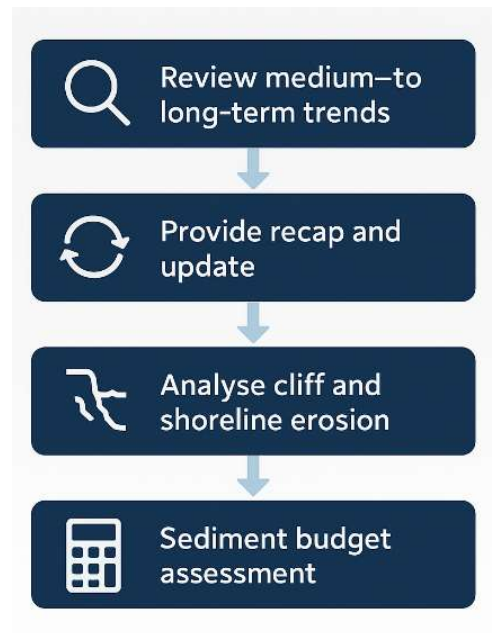 Review medium–to
long-term trends
Provide recap and
update
Analyse cliff and
shoreline erosion
Sediment budget
assessment